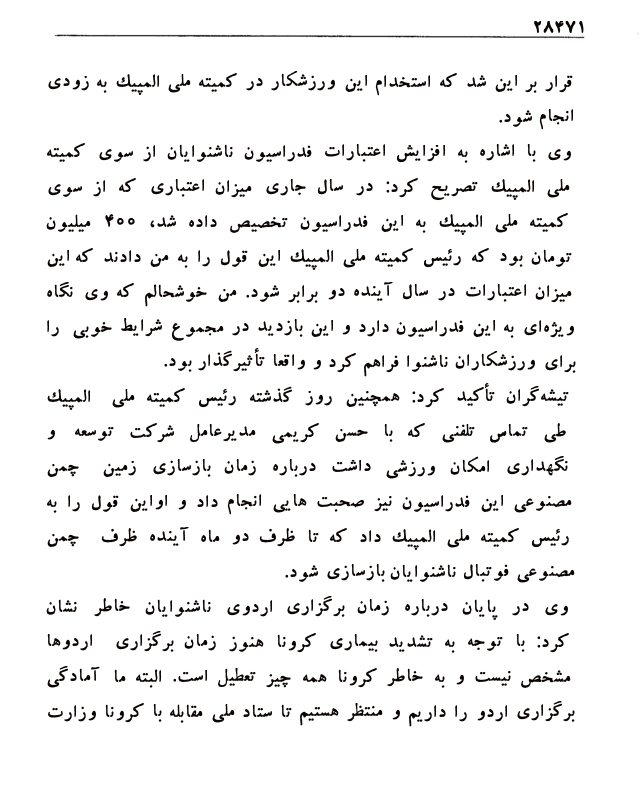 ۲۸۴۷۱
قرار بر این شد که استخدام این ورزشکار در کمیته ملی المپیك به زودی
انجام شود.
وی با اشاره به افزایش اعتبارات فدراسیون ناشنوایان از سوی کمیته
ملی المپیك تصریح کرد: در سال جاری میزان اعتباری که از سوی
کمیته ملی المپیك به این فدراسیون تخصیص داده شد، ۴۰۰ میلیون
تومان بود که رئیس کمیته ملی المپیك این قول را به من دادند که این
میزان اعتبارات در سال آینده دو برابر شود. من خوشحالم که وی نگاه
ویژه‌ای به این فدراسیون دارد و این بازدید در مجموع شرایط خوبی را
برای ورزشکاران ناشنوا فراهم کرد و واقعا تأثیرگذار بود.
تیشه‌گران تأکید کرد: همچنین روز گذشته رئیس کمیته ملی المپیك
طی تماس تلفنی که با حسن کریمی مدیرعامل شرکت توسعه و
نگهداری امکان ورزشی داشت درباره زمان بازسازی زمین چمن
مصنوعی این فدراسیون نیز صحبت هایی انجام داد و اواین قول را به
رئیس کمیته ملی المپیك داد که تا ظرف دو ماه آینده ظرف چمن
مصنوعی فوتبال ناشنوایان بازسازی شود.
وی در پایان درباره زمان برگزاری اردوی ناشنوایان خاطر نشان
کرد: با توجه به تشدید بیماری کرونا هنوز زمان برگزاری اردوها
مشخص نیست و به خاطر کرونا همه چیز تعطیل است. البته ما آمادگی
برگزاری اردو را داریم و منتظر هستیم تا ستاد ملی مقابله با کرونا وزارت